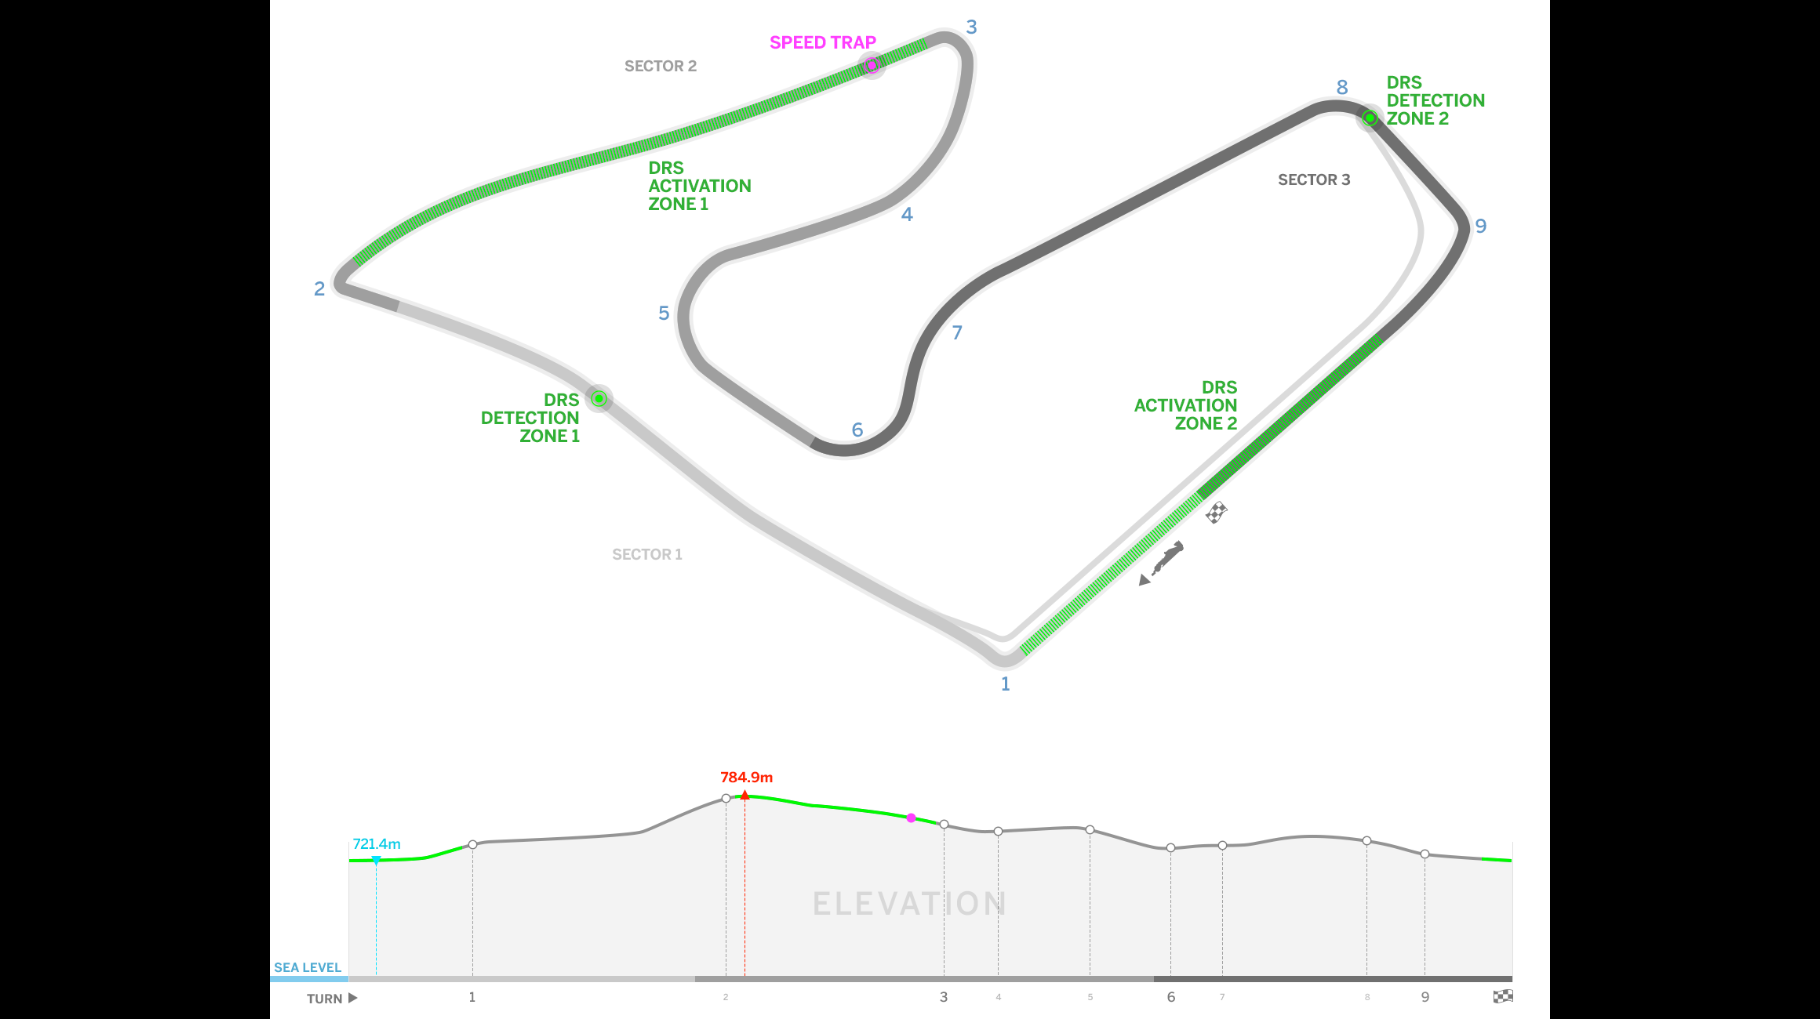 3
SPEED TRAP
SECTOR 2
8
DRS
DETECTION
ZONE 2
DRS
ACTIVATION
ZONE 1
SECTOR 3
4
9
2
5
7
DRS
ACTIVATION
ZONE 2
DRS
DETECTION
ZONE 1
6
SECTOR 1
1
784.9m
721.4m
ELEVATION
SEA LEVEL
TURN 1 2 3 4 5 6 7 8 9